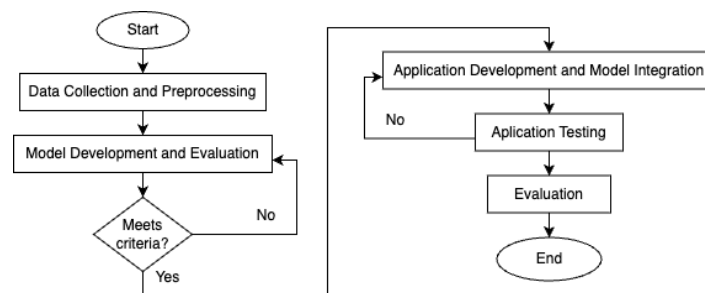 Start
Data Collection and Preprocessing
Model Development and Evaluation
Meets
criteria?
No
Yes
Application Development and Model Integration
No
Aplication Testing
Evaluation
End